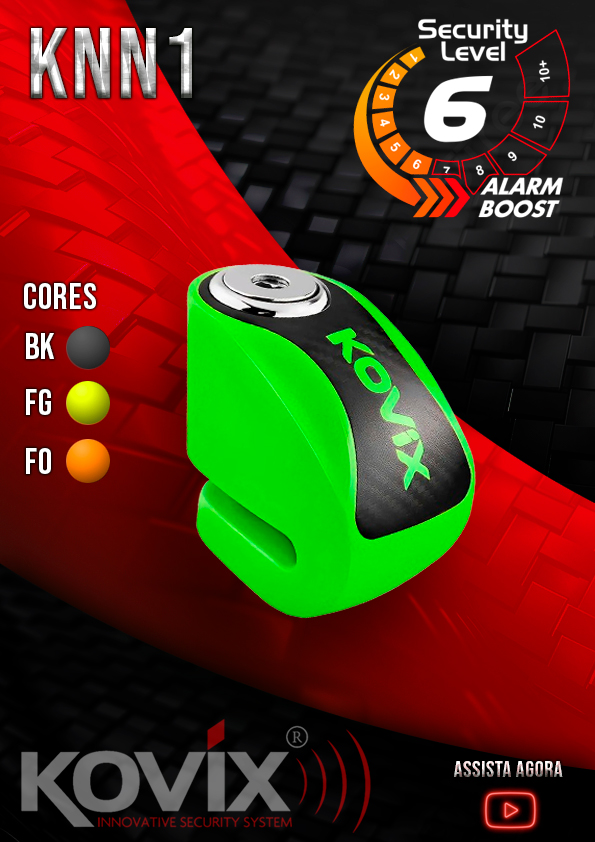 KNN1
Security
Level
6
1
2
3
4
5
6
7
8
9
10
10+
ALARM
BOOST
CORES
BK
FG
FO
KOVIX
KOVIX®
INNOVATIVE SECURITY SYSTEM
ASSISTA AGORA